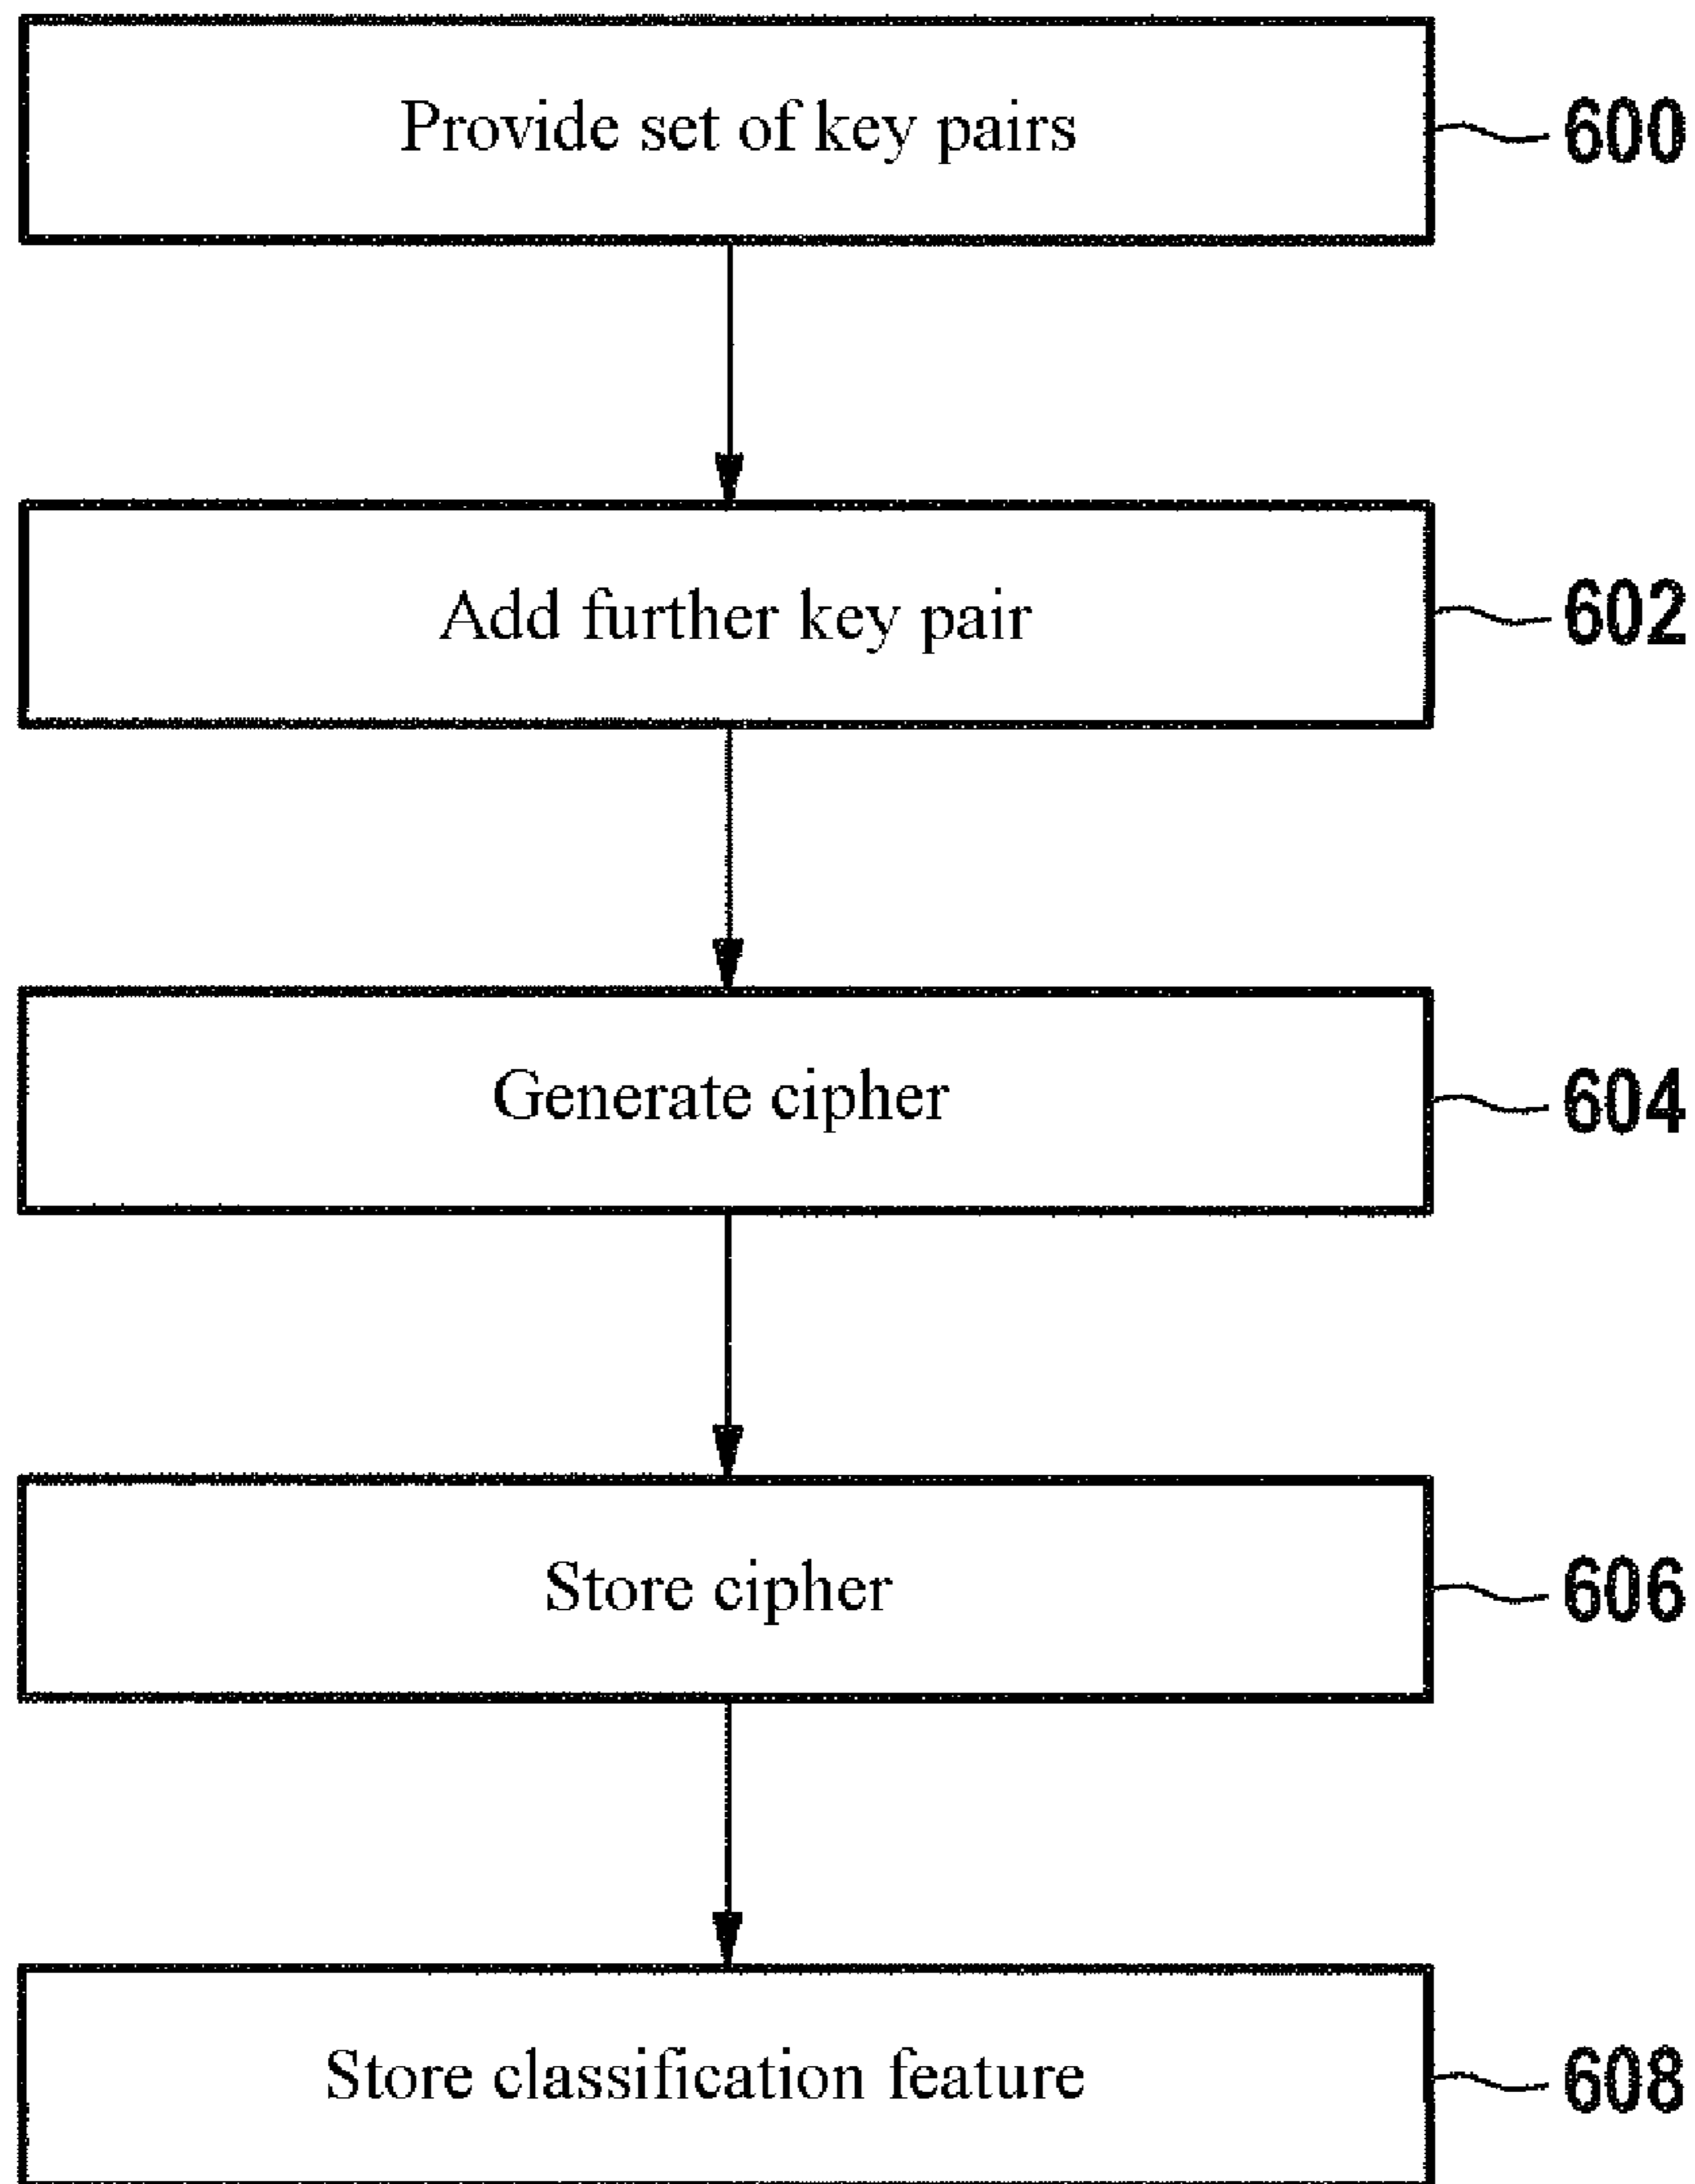 Provide set of key pairs
600
Add further key pair
602
Generate cipher
604
Store cipher
606
Store classification feature
608